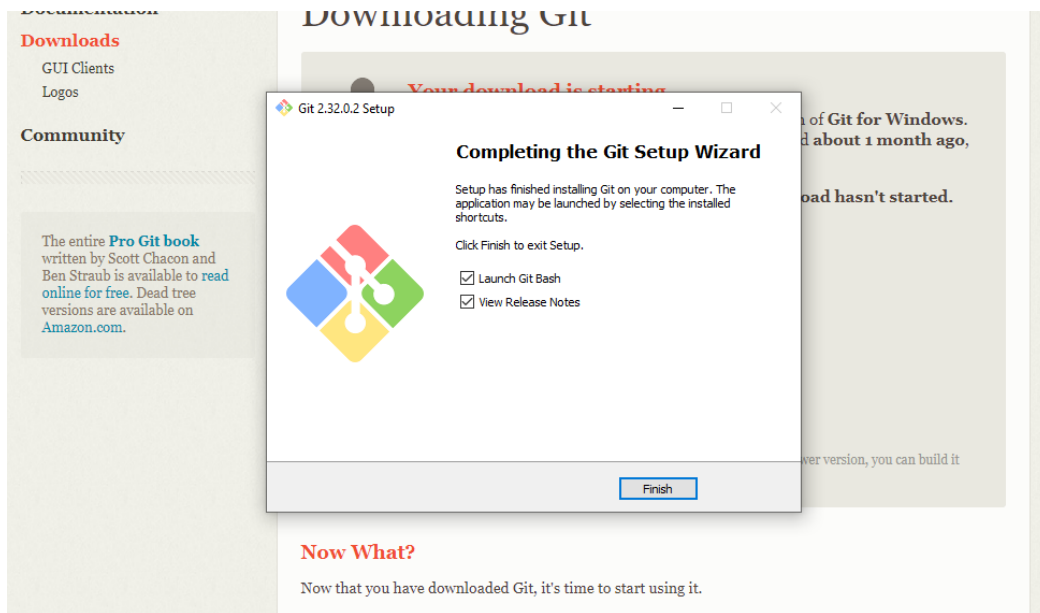 Documentation
Downloads
GUI Clients
Logos
Community
The entire Pro Git book
written by Scott Chacon and
Ben Straub is available to read
online for free. Dead tree
versions are available on
Amazon.com.
Downloading Git
Your download is starting
of Git for Windows.
about 1 month ago,
oad hasn't started.
wer version, you can build it
Git 2.32.0.2 Setup
Completing the Git Setup Wizard
Setup has finished installing Git on your computer. The
application may be launched by selecting the installed
shortcuts.
Click Finish to exit Setup.
Launch Git Bash
View Release Notes
Finish
Now What?
Now that you have downloaded Git, it's time to start using it.